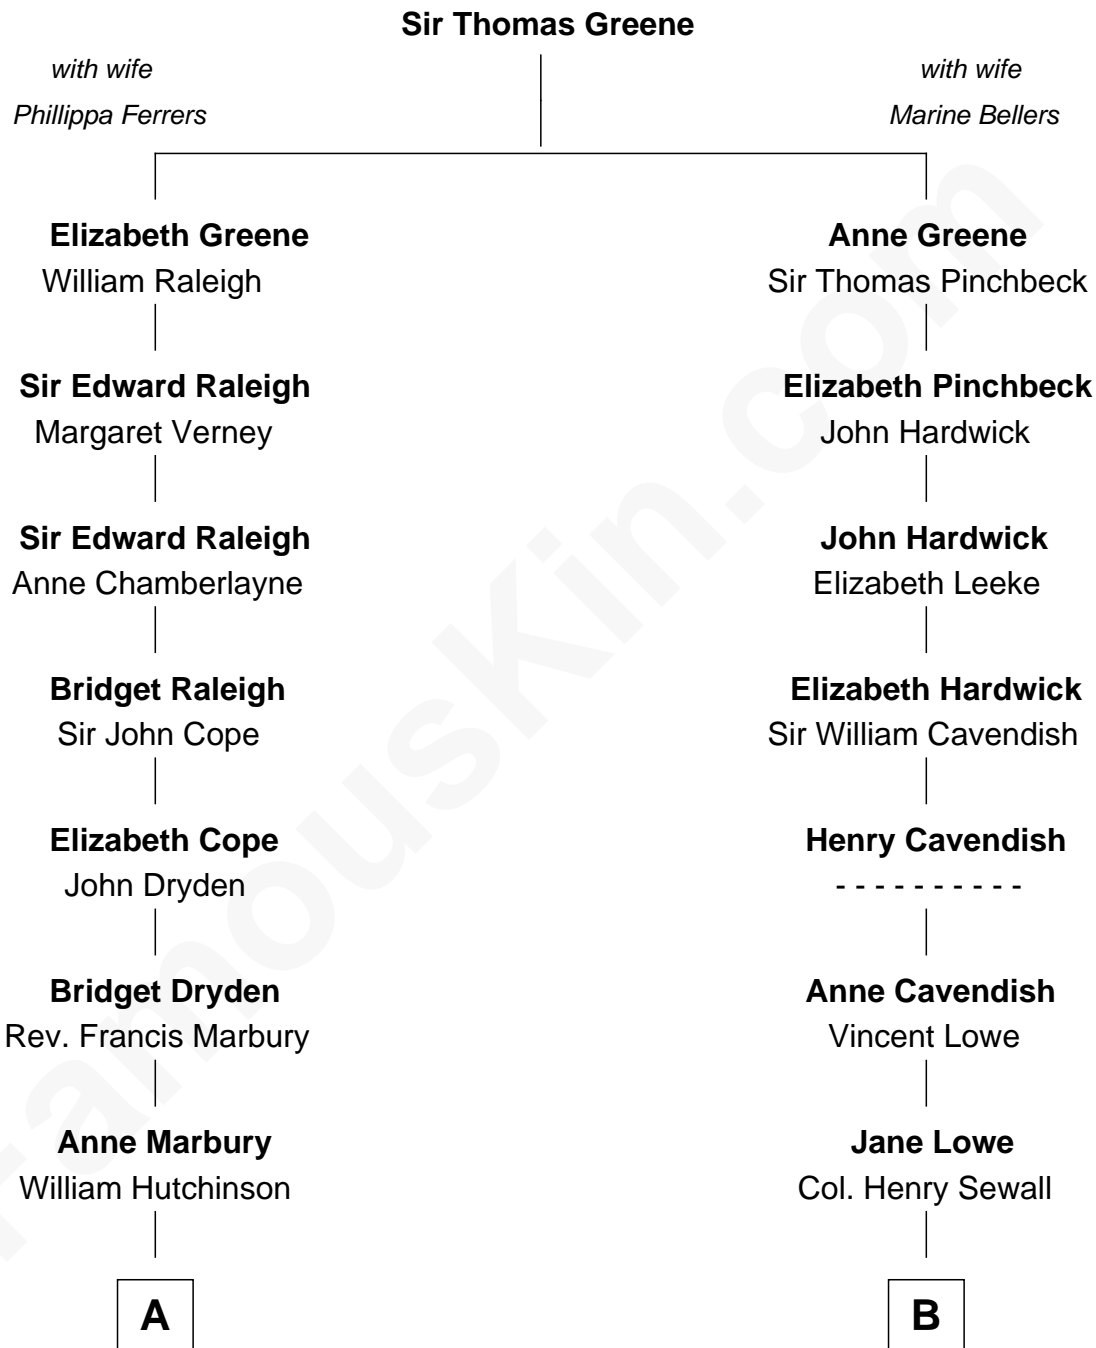 Sir Thomas Greene
with wife
Phillippa Ferrers
with wife
Marine Bellers
Elizabeth Greene
William Raleigh
Anne Greene
Sir Thomas Pinchbeck
Sir Edward Raleigh
Margaret Verney
Elizabeth Pinchbeck
John Hardwick
Sir Edward Raleigh
Anne Chamberlayne
John Hardwick
Elizabeth Leeke
Bridget Raleigh
Sir John Cope
Elizabeth Hardwick
Sir William Cavendish
Elizabeth Cope
John Dryden
Henry Cavendish
- - - - - - - - - -
Bridget Dryden
Rev. Francis Marbury
Anne Cavendish
Vincent Lowe
Anne Marbury
William Hutchinson
Jane Lowe
Col. Henry Sewall
A
B
FamousKin.com